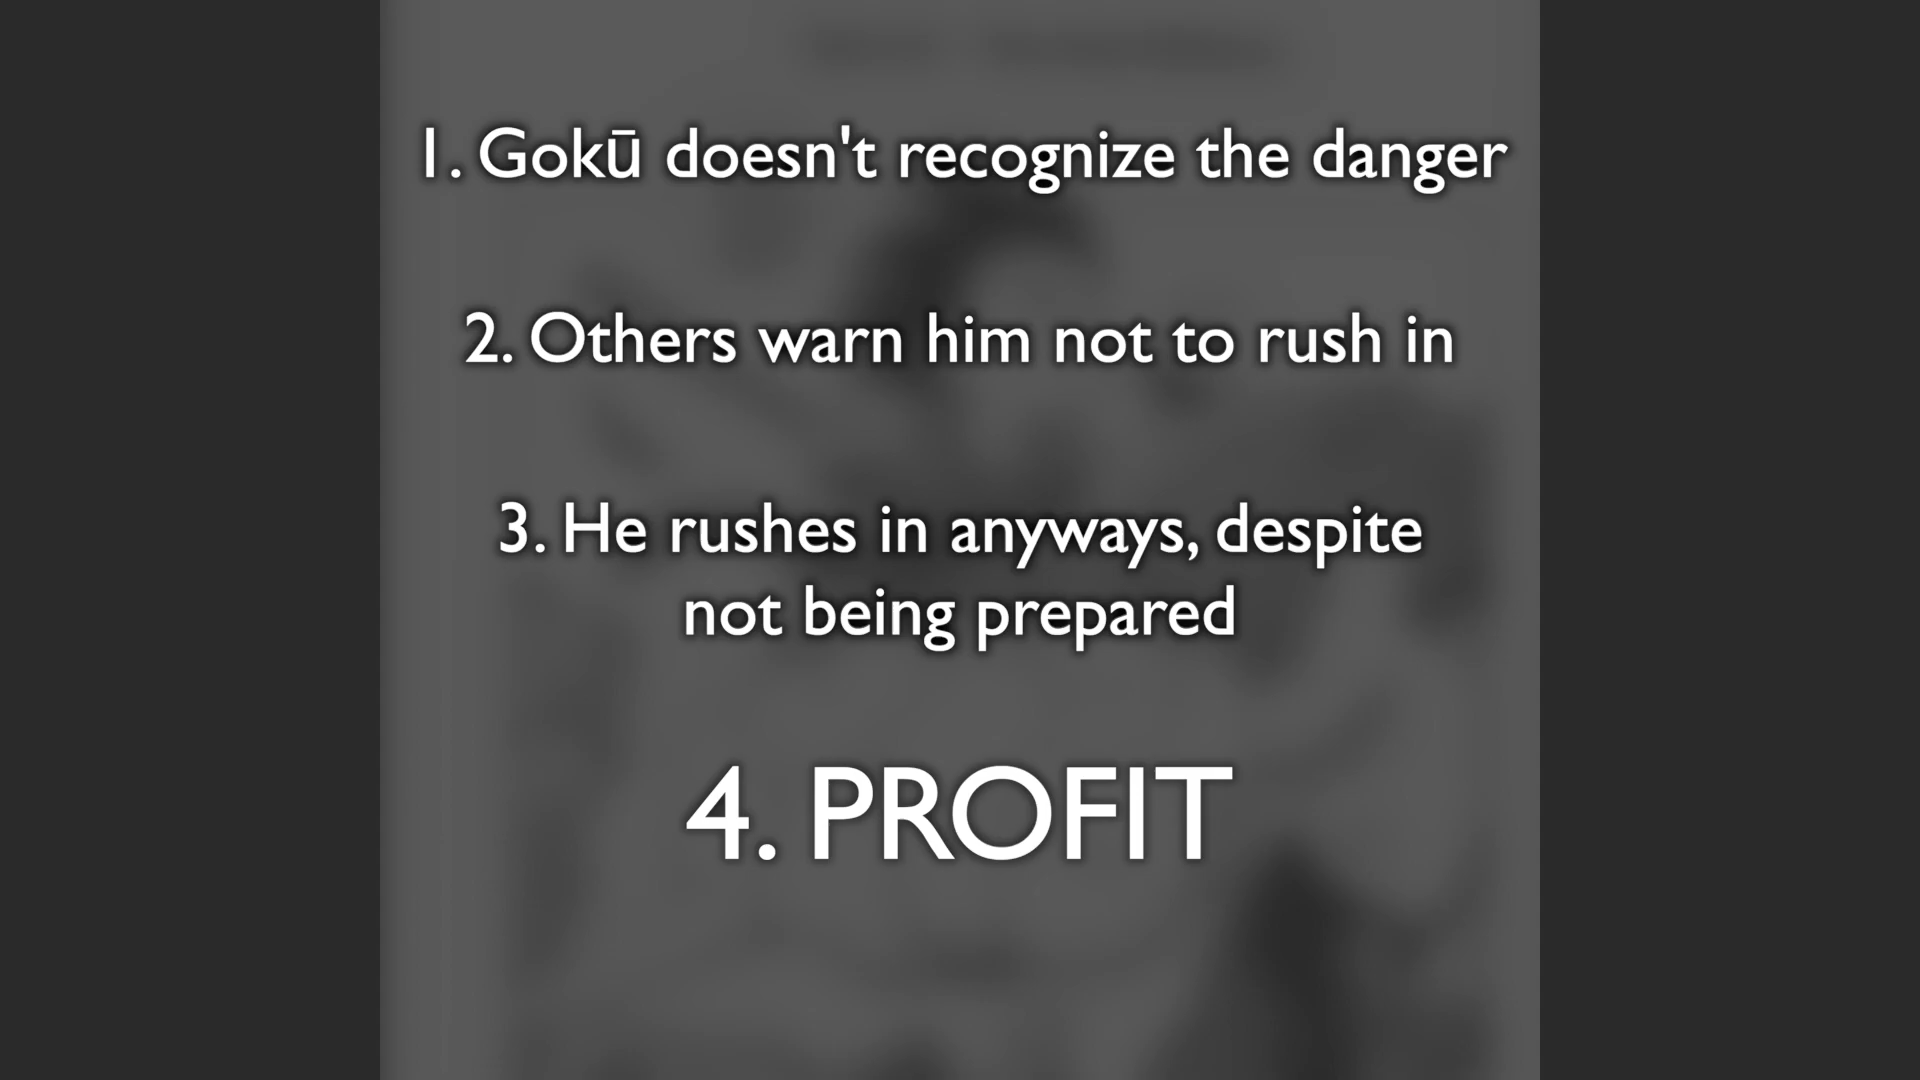 1. Gokū doesn't recognize the danger
2. Others warn him not to rush in
3. He rushes in anyways, despite
not being prepared
4. PROFIT